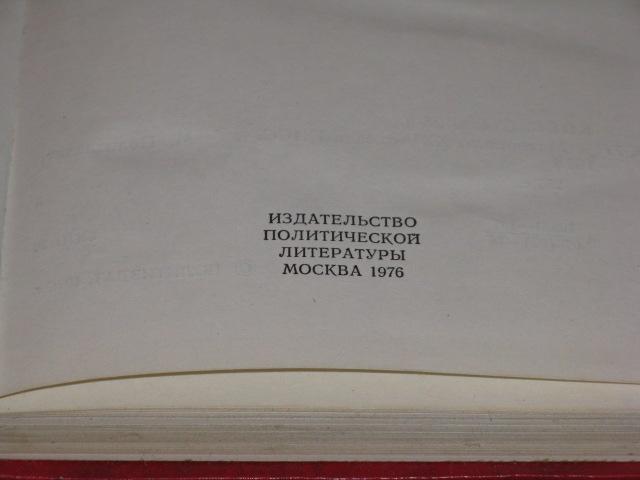 ИЗДАТЕЛЬСТВО
ПОЛИТИЧЕСКОЙ
ЛИТЕРАТУРЫ
МОСКВА 1976